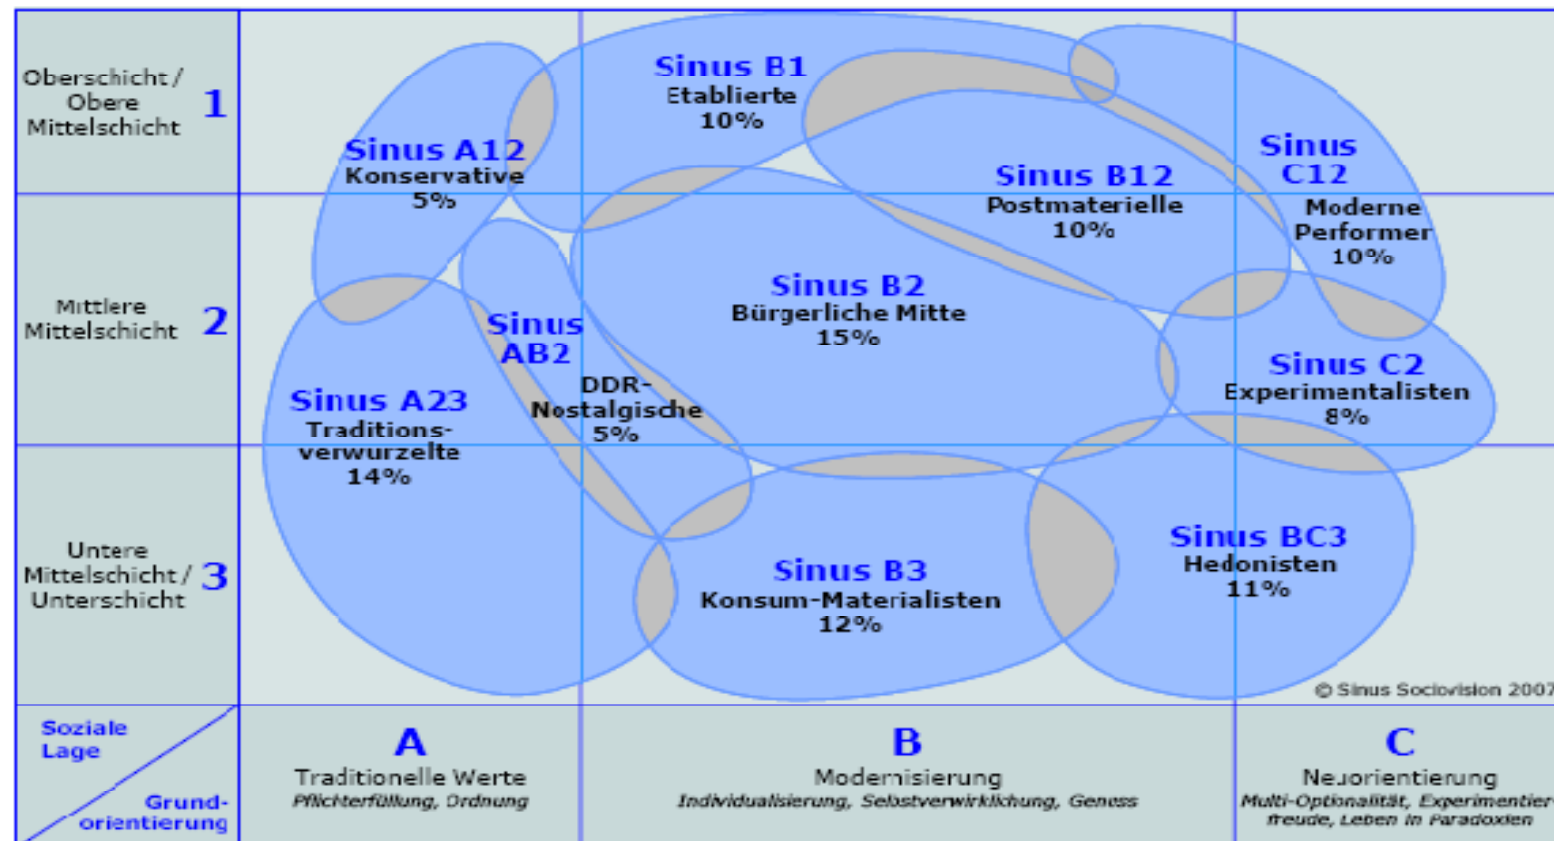 Oberschicht /
Obere
Mittelschicht
1
Sinus B1
Etablierte
10%
Sinus A12
Konservative
5%
Sinus B12
Postmaterielle
10%
Sinus
C12
Moderne
Performer
10%
Mittlere
Mittelschicht
2
Sinus
AB2
DDR-
Nostalgische
5%
Sinus B2
Bürgerliche Mitte
15%
Sinus C2
Experimentalisten
8%
Sinus A23
Traditions-
verwurzelte
14%
Untere
Mittelschicht /
Unterschicht
3
Sinus B3
Konsum-Materialisten
12%
Sinus BC3
Hedonisten
11%
© Sinus Sociovision 2007
Soziale
Lage
Grund-
orientierung
A
Traditionelle Werte
Pflichterfüllung, Ordnung
B
Modernisierung
Individualisierung, Selbstverwirklichung, Genuss
C
Neuorientierung
Multi-Optionalität, Experimentier-
freude, Leben in Paradoxien